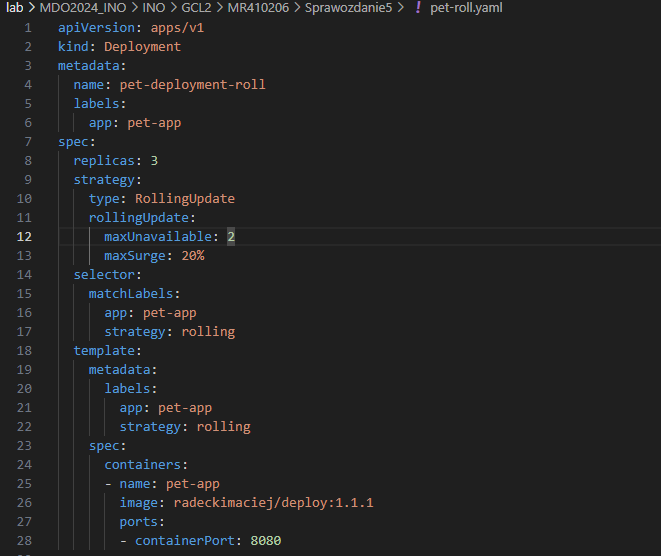 lab > MDO2024_INO > INO > GCL2 > MR410206 > Sprawozdanie5 > ! pet-roll.yaml
1 apiVersion: apps/v1
2 kind: Deployment
3 metadata:
4   name: pet-deployment-roll
5   labels:
6     app: pet-app
7 spec:
8   replicas: 3
9   strategy:
10     type: RollingUpdate
11     rollingUpdate:
12       maxUnavailable: 2
13       maxSurge: 20%
14   selector:
15     matchLabels:
16       app: pet-app
17       strategy: rolling
18   template:
19     metadata:
20       labels:
21         app: pet-app
22         strategy: rolling
23     spec:
24       containers:
25       - name: pet-app
26         image: radeckimaciej/deploy:1.1.1
27         ports:
28         - containerPort: 8080